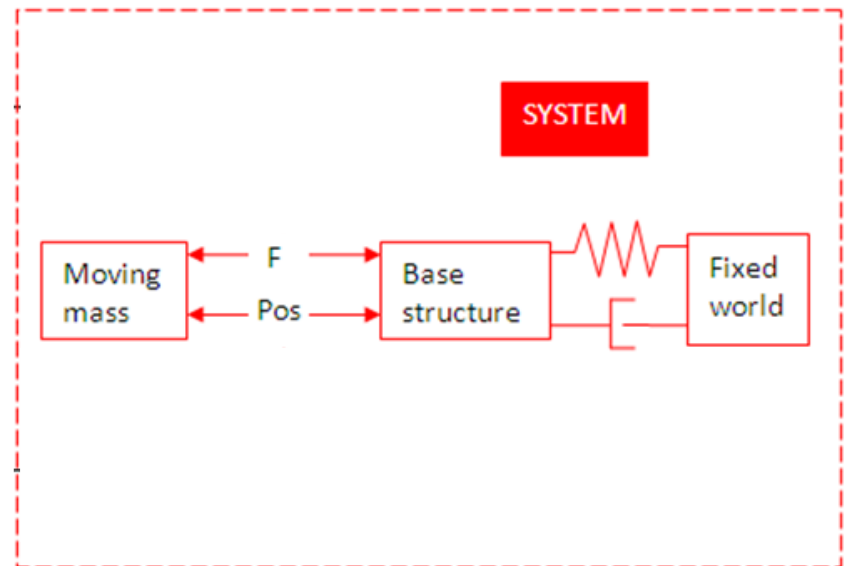 SYSTEM
Moving
mass
F
Pos
Base
structure
Fixed
world